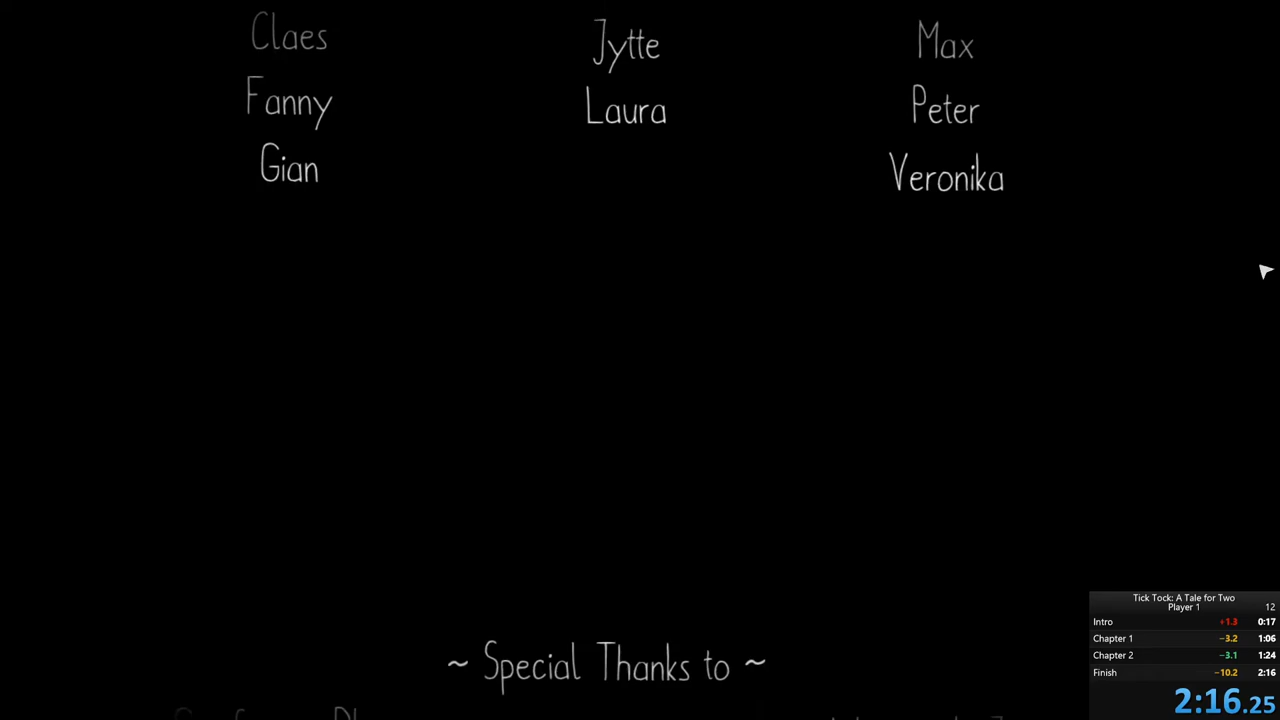 Claes Jytte Max
Fanny Laura Peter
Gian Veronika
~ Special Thanks to ~
Tick Tock: A Tale for Two
Player 1 12
Intro +1.3 0:17
Chapter 1 −3.2 1:06
Chapter 2 −3.1 1:24
Finish −10.2 2:16
2:16.25